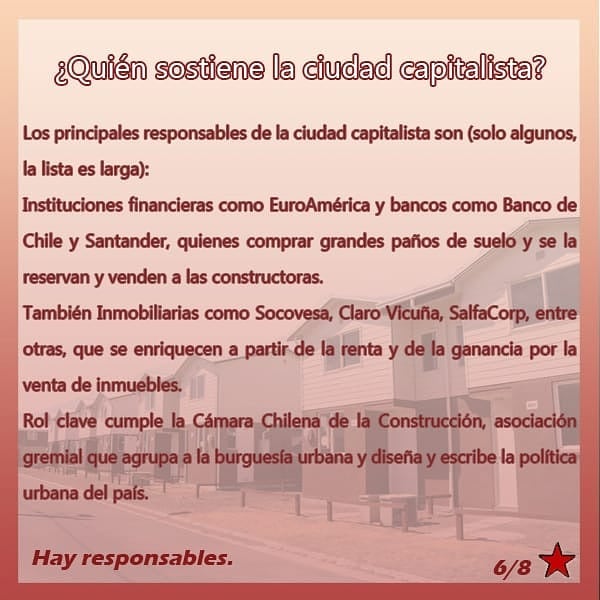 ¿Quién sostiene la ciudad capitalista?
Los principales responsables de la ciudad capitalista son (solo algunos,
la lista es larga):
Instituciones financieras como EuroAmérica y bancos como Banco de
Chile y Santander, quienes comprar grandes paños de suelo y se la
reservan y venden a las constructoras.
También Inmobiliarias como Socovesa, Claro Vicuña, SalfaCorp, entre
otras, que se enriquecen a partir de la renta y de la ganancia por la
venta de inmuebles.
Rol clave cumple la Cámara Chilena de la Construcción, asociación
gremial que agrupa a la burguesía urbana y diseña y escribe la política
urbana del país.
Hay responsables.
6/8